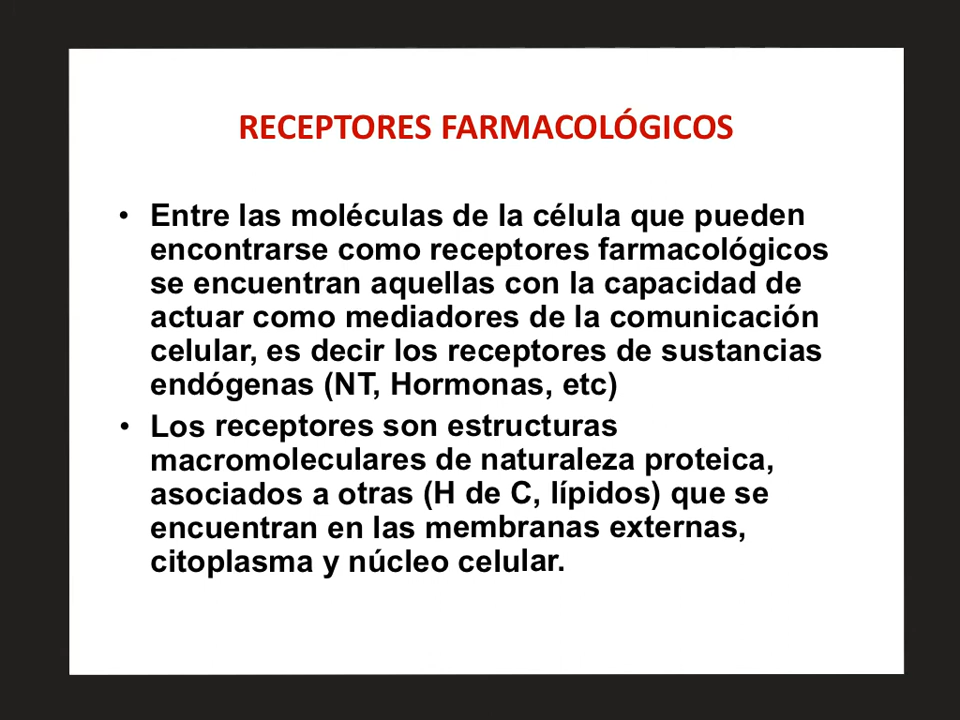 RECEPTORES FARMACOLÓGICOS
• Entre las moléculas de la célula que pueden
encontrarse como receptores farmacológicos
se encuentran aquellas con la capacidad de
actuar como mediadores de la comunicación
celular, es decir los receptores de sustancias
endógenas (NT, Hormonas, etc)
• Los receptores son estructuras
macromoleculares de naturaleza proteica,
asociados a otras (H de C, lípidos) que se
encuentran en las membranas externas,
citoplasma y núcleo celular.